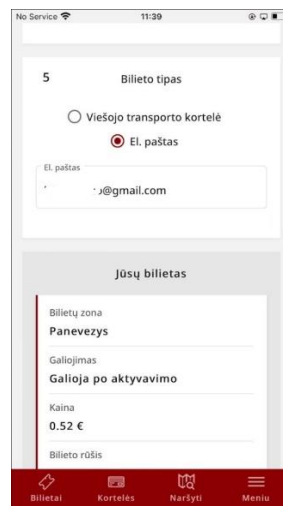 No Service 11:39
5 Bilieto tipas
Viešojo transporto kortelė
El. paštas
El. paštas
@gmail.com
Jūsų bilietas
Bilietų zona
Panevezys
Galiojimas
Galioja po aktyvavimo
Kaina
0.52 €
Bilieto rūšis
Bilietai Kortelės Naršyti Meniu